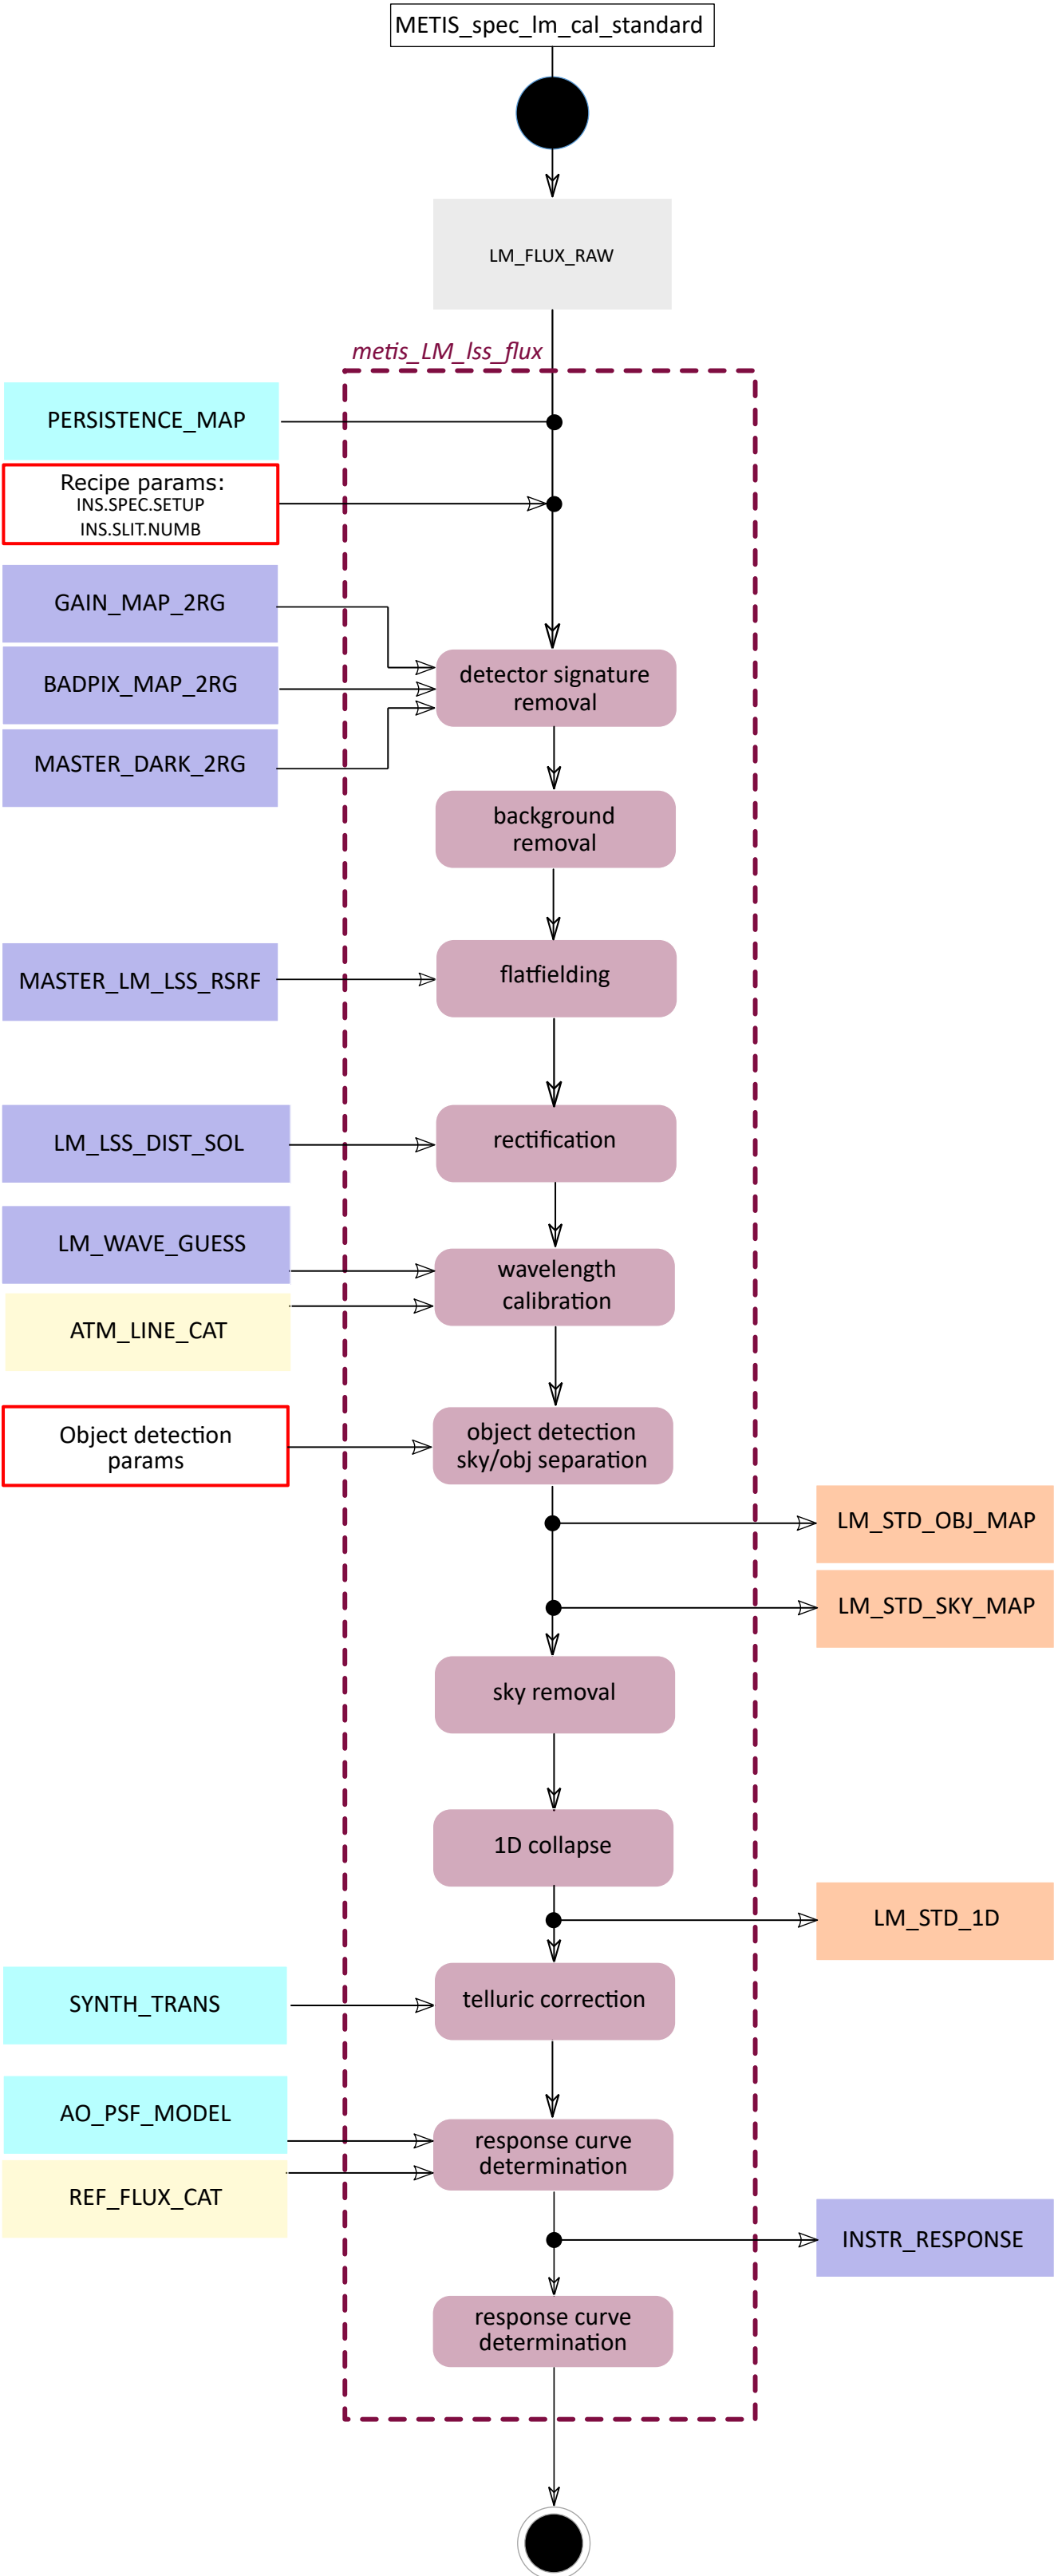 METIS_spec_lm_cal_standard
LM_FLUX_RAW
metis_LM_lss_flux
PERSISTENCE_MAP
Recipe params:
INS.SPEC.SETUP
INS.SLIT.NUMB
GAIN_MAP_2RG
BADPIX_MAP_2RG
MASTER_DARK_2RG
detector signature
removal
background
removal
MASTER_LM_LSS_RSRF
flatfielding
LM_LSS_DIST_SOL
rectification
LM_WAVE_GUESS
ATM_LINE_CAT
wavelength
calibration
Object detection
params
object detection
sky/obj separation
LM_STD_OBJ_MAP
LM_STD_SKY_MAP
sky removal
1D collapse
LM_STD_1D
SYNTH_TRANS
telluric correction
AO_PSF_MODEL
REF_FLUX_CAT
response curve
determination
INSTR_RESPONSE
response curve
determination